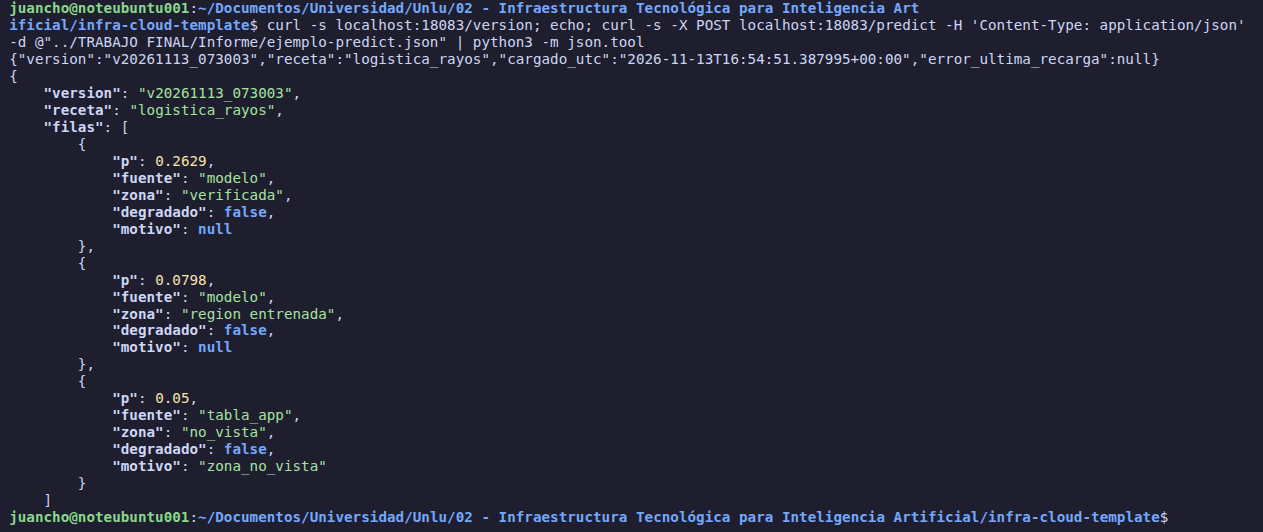 juancho@noteubuntu001:~/Documentos/Universidad/Unlu/02 - Infraestructura Tecnológica para Inteligencia Art
ificial/infra-cloud-template$ curl -s localhost:18083/version; echo; curl -s -X POST localhost:18083/predict -H 'Content-Type: application/json'
-d @"../TRABAJO FINAL/Informe/ejemplo-predict.json" | python3 -m json.tool
{"version":"v20261113_073003","receta":"logistica_rayos","cargado_utc":"2026-11-13T16:54:51.387995+00:00","error_ultima_recarga":null}
{
    "version": "v20261113_073003",
    "receta": "logistica_rayos",
    "filas": [
        {
            "p": 0.2629,
            "fuente": "modelo",
            "zona": "verificada",
            "degradado": false,
            "motivo": null
        },
        {
            "p": 0.0798,
            "fuente": "modelo",
            "zona": "region entrenada",
            "degradado": false,
            "motivo": null
        },
        {
            "p": 0.05,
            "fuente": "tabla_app",
            "zona": "no_vista",
            "degradado": false,
            "motivo": "zona_no_vista"
        }
    ]
juancho@noteubuntu001:~/Documentos/Universidad/Unlu/02 - Infraestructura Tecnológica para Inteligencia Artificial/infra-cloud-template$